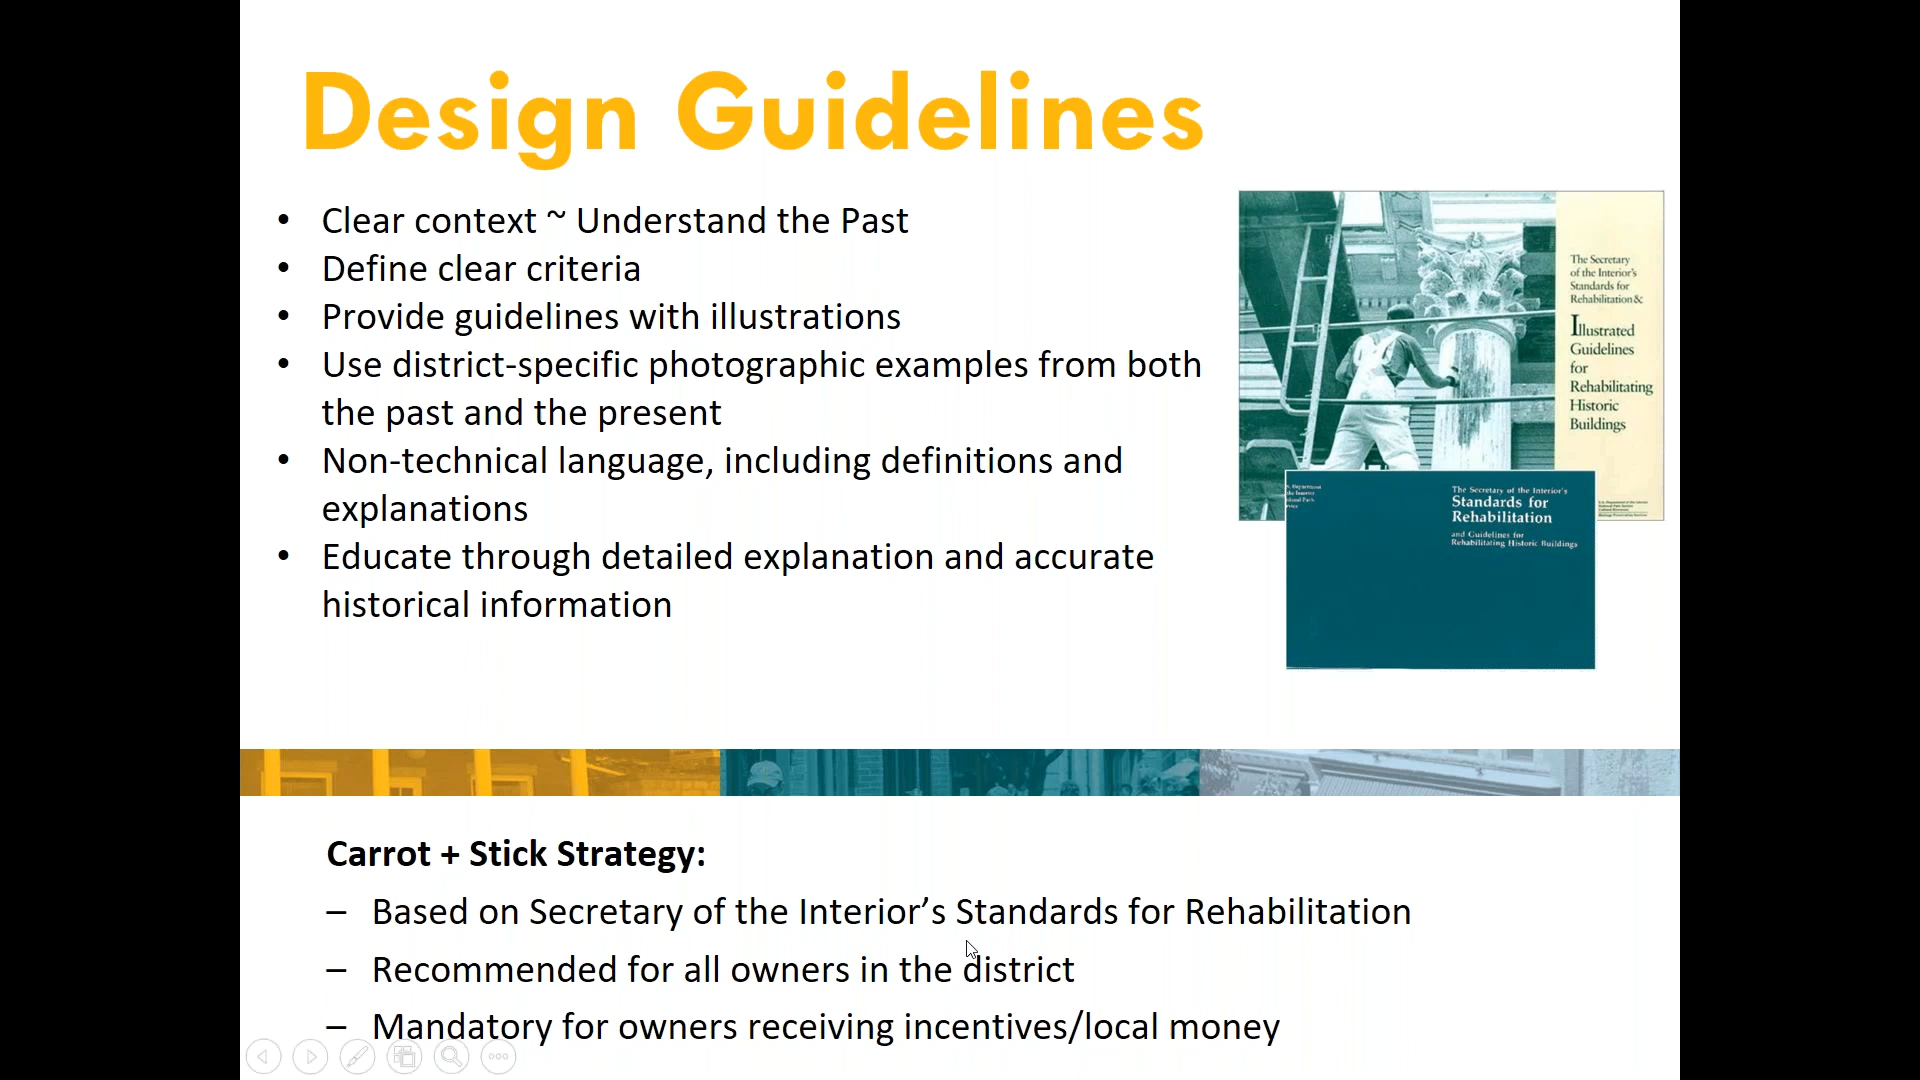 Design Guidelines
• Clear context ~ Understand the Past
• Define clear criteria
• Provide guidelines with illustrations
• Use district-specific photographic examples from both
the past and the present
• Non-technical language, including definitions and
explanations
• Educate through detailed explanation and accurate
historical information
The Secretary
of the Interior's
Standards for
Rehabilitation &
Illustrated
Guidelines
for
Rehabilitating
Historic
Buildings
The Secretary of the Interior's
Standards for
Rehabilitation
and Guidelines for
Rehabilitating Historic Buildings
Carrot + Stick Strategy:
– Based on Secretary of the Interior’s Standards for Rehabilitation
– Recommended for all owners in the district
– Mandatory for owners receiving incentives/local money